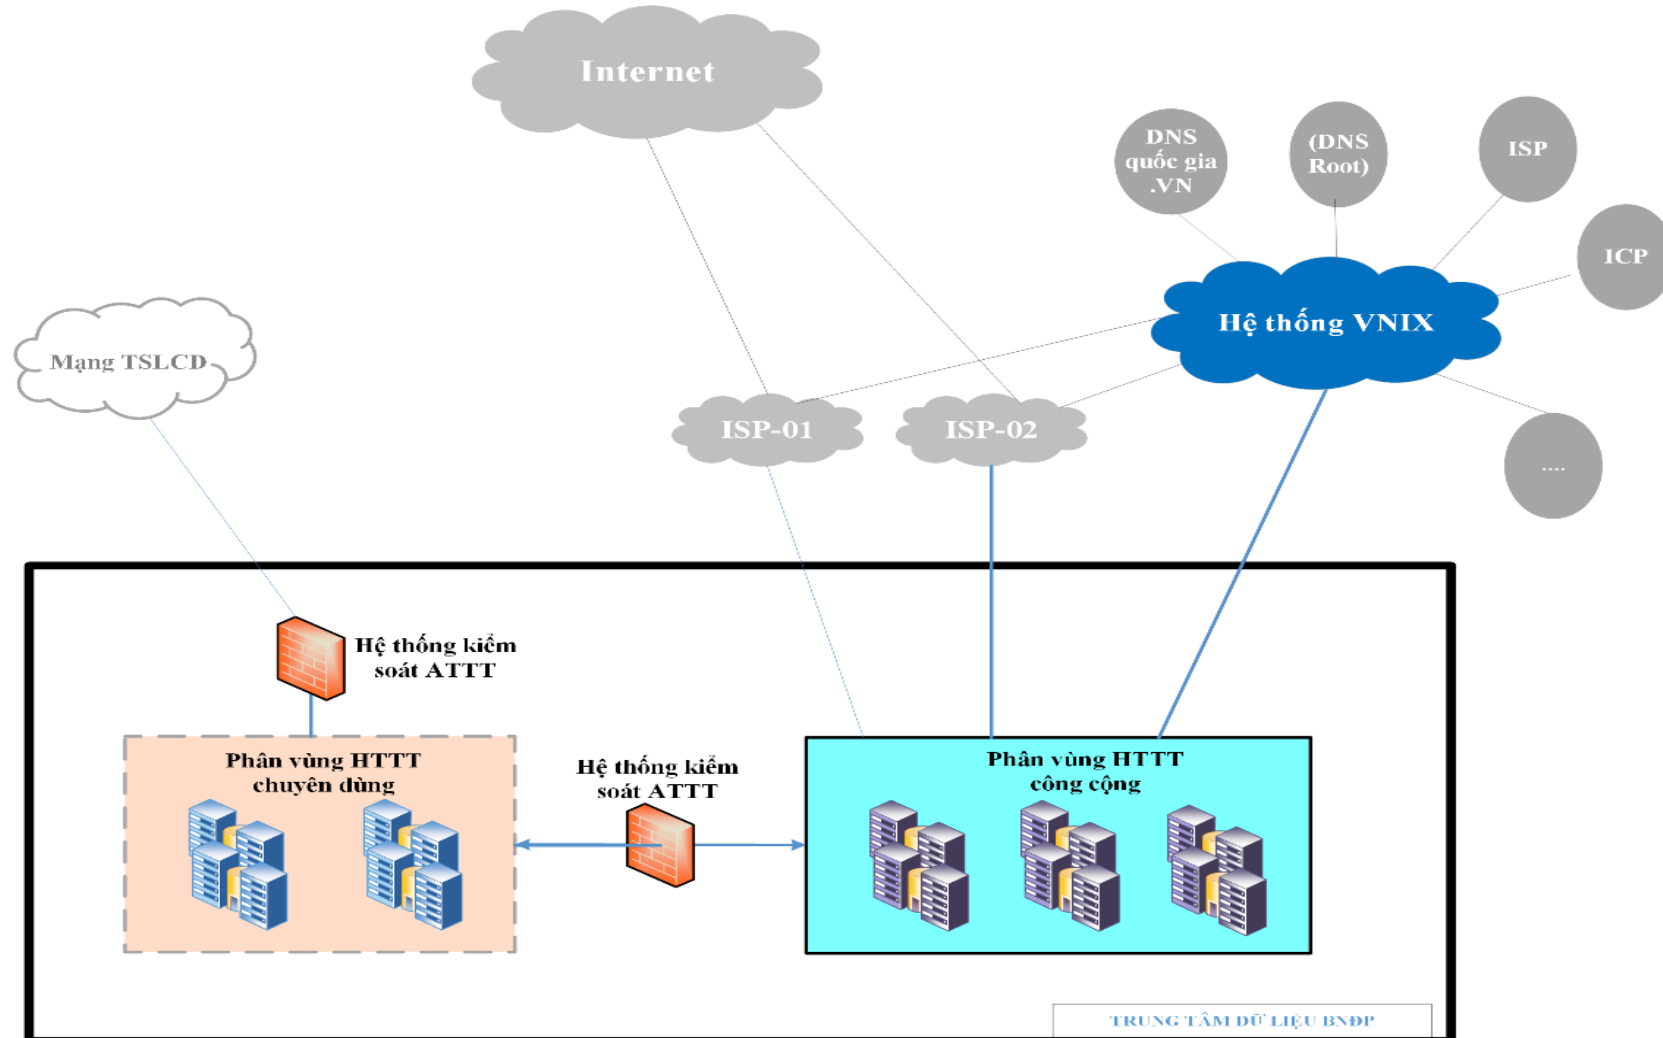 Internet
DNS
quốc gia
.VN
(DNS
Root)
ISP
ICP
Hệ thống VNIX
Mạng TSLCD
ISP-01
ISP-02
....
Hệ thống kiểm
soát ATTT
Phân vùng HTTT
chuyên dùng
Hệ thống kiểm
soát ATTT
Phân vùng HTTT
công cộng
TRUNG TÂM DỮ LIỆU BNĐP